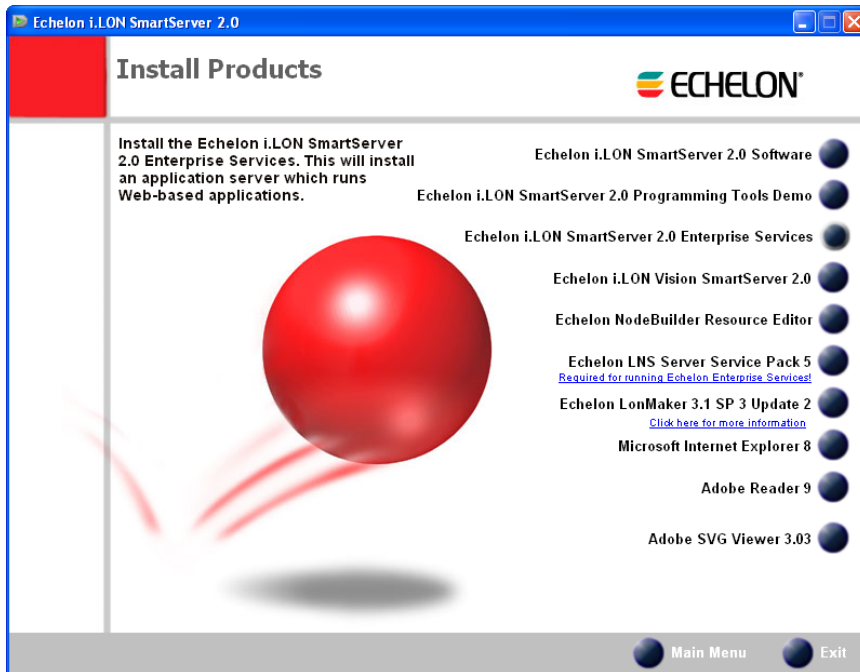 Echelon i.LON SmartServer 2.0
Install Products
ECHELON®
Install the Echelon i.LON SmartServer
2.0 Enterprise Services. This will install
an application server which runs
Web-based applications.
Echelon i.LON SmartServer 2.0 Software
Echelon i.LON SmartServer 2.0 Programming Tools Demo
Echelon i.LON SmartServer 2.0 Enterprise Services
Echelon i.LON Vision SmartServer 2.0
Echelon NodeBuilder Resource Editor
Echelon LNS Server Service Pack 5
Required for running Echelon Enterprise Services!
Echelon LonMaker 3.1 SP 3 Update 2
Click here for more information
Microsoft Internet Explorer 8
Adobe Reader 9
Adobe SVG Viewer 3.03
Main Menu
Exit